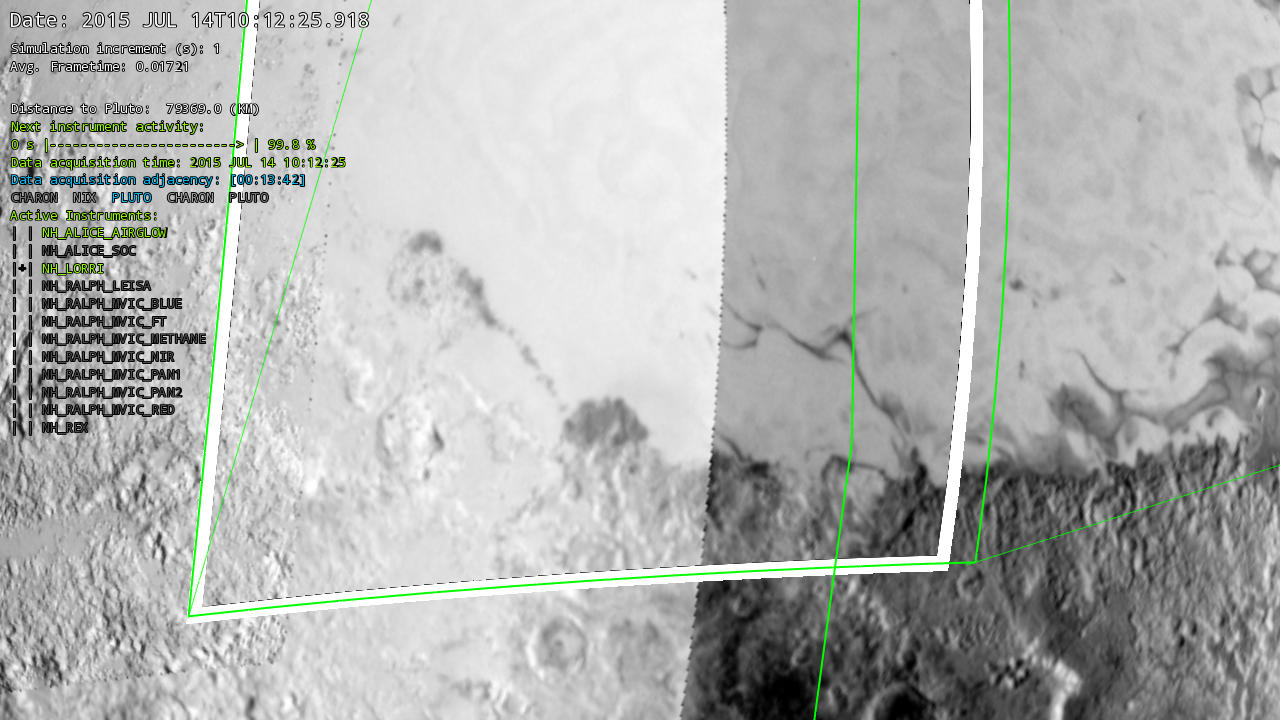 Date: 2015 JUL 14T10:12:25.918
Simulation increment (s): 1
Avg. Frametime: 0.01721
Distance to Pluto:  79369.0 (KM)
Next instrument activity:
0 s |------------------------> | 99.8 %
Data acquisition time: 2015 JUL 14 10:12:25
Data acquisition adjacency: [00:13:42]
CHARON  NIX  PLUTO  CHARON  PLUTO
Active Instruments:
| | NH_ALICE_AIRGLOW
| | NH_ALICE_SOC
|+| NH_LORRI
| | NH_RALPH_LEISA
| | NH_RALPH_MVIC_BLUE
| | NH_RALPH_MVIC_FT
| | NH_RALPH_MVIC_METHANE
| | NH_RALPH_MVIC_NIR
| | NH_RALPH_MVIC_PAN1
| | NH_RALPH_MVIC_PAN2
| | NH_RALPH_MVIC_RED
| | NH_REX